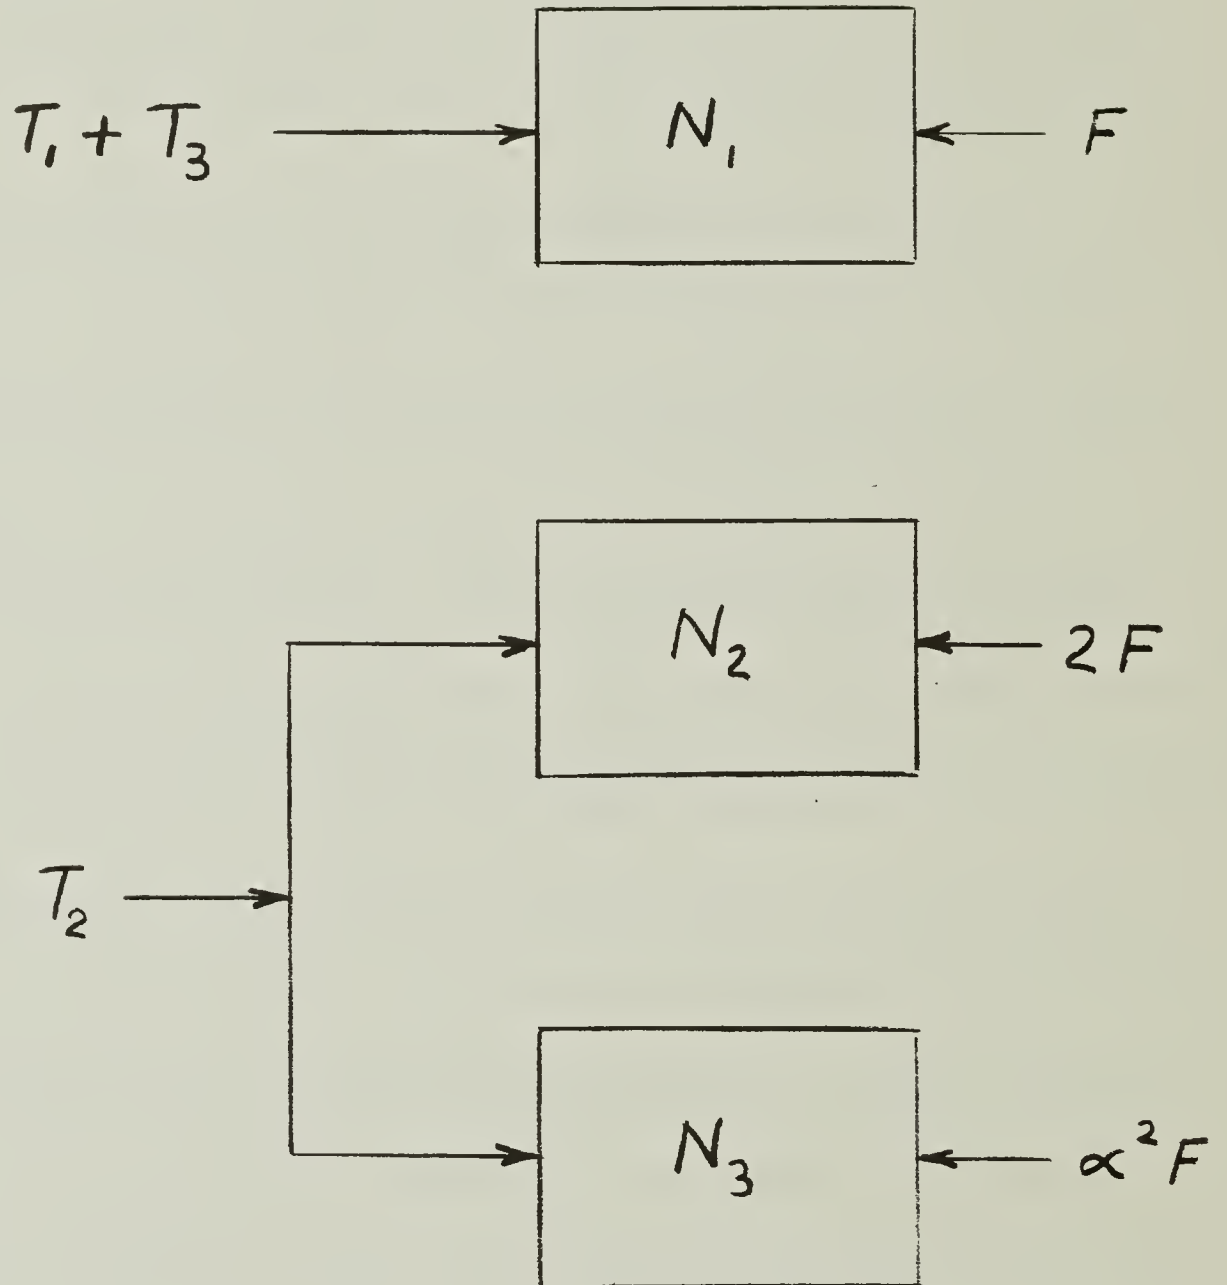 T₁ + T₃ N₁ F
N₂ 2F
T₂
N₃ α²F